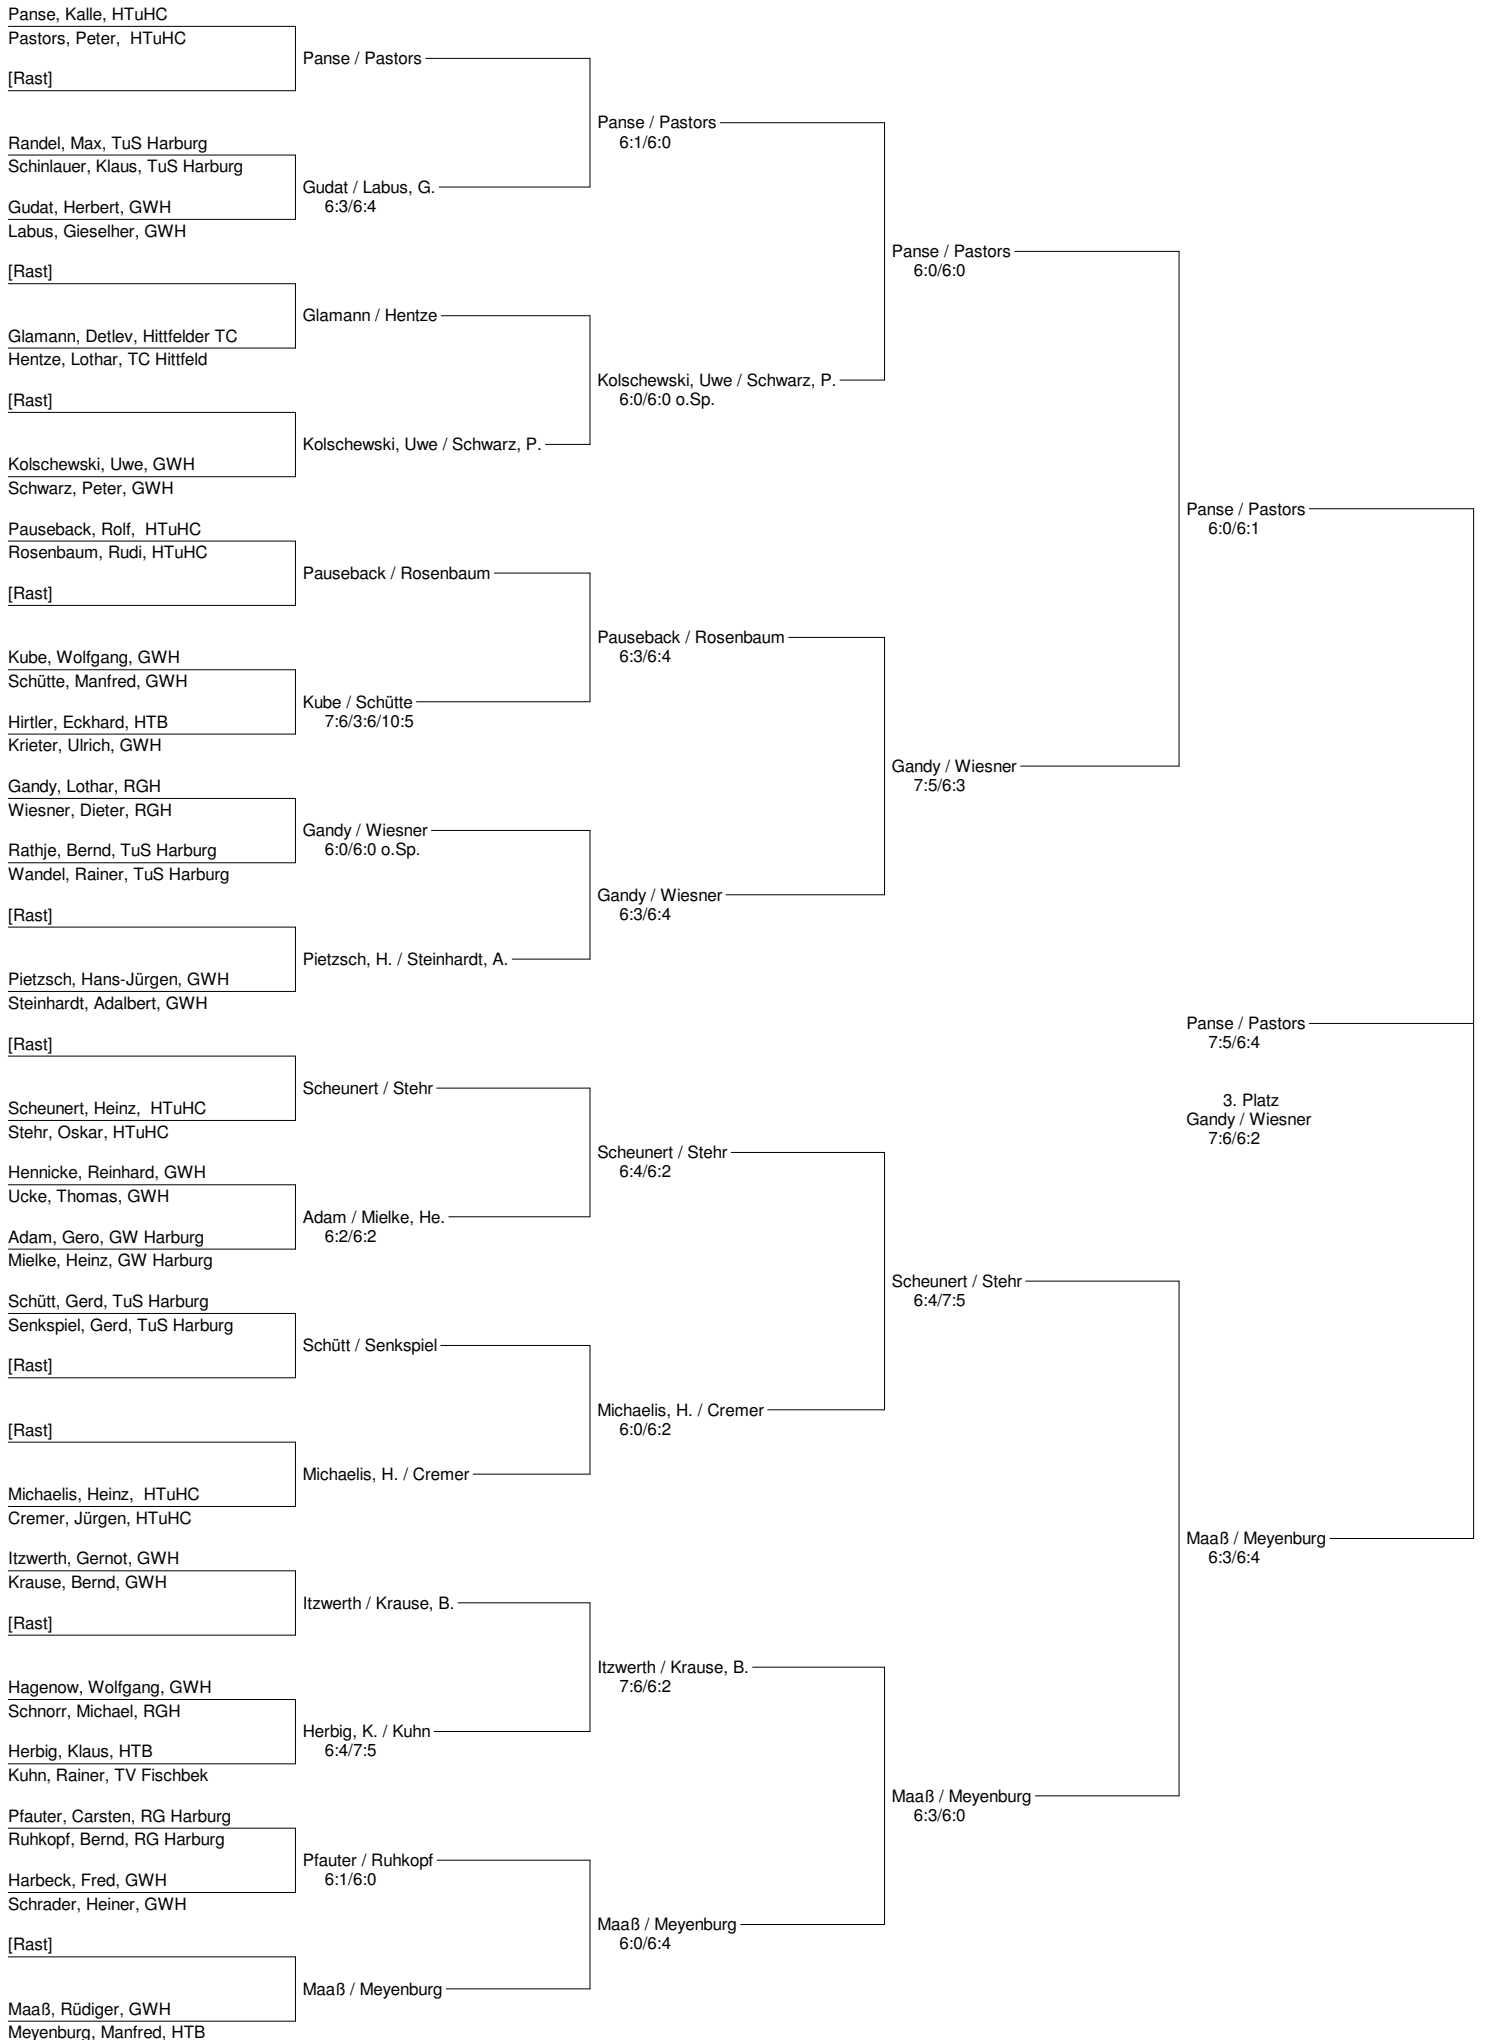 Panse, Kalle, HTuHC
Pastors, Peter, HTuHC
[Rast]
Randel, Max, TuS Harburg
Schinlauer, Klaus, TuS Harburg
Gudat, Herbert, GWH
Labus, Gieselher, GWH
[Rast]
Glamann, Detlev, Hittfelder TC
Hentze, Lothar, TC Hittfeld
[Rast]
Kolschewski, Uwe, GWH
Schwarz, Peter, GWH
Pauseback, Rolf, HTuHC
Rosenbaum, Rudi, HTuHC
[Rast]
Kube, Wolfgang, GWH
Schütte, Manfred, GWH
Hirtler, Eckhard, HTB
Krieter, Ulrich, GWH
Gandy, Lothar, RGH
Wiesner, Dieter, RGH
Rathje, Bernd, TuS Harburg
Wandel, Rainer, TuS Harburg
[Rast]
Pietzsch, Hans-Jürgen, GWH
Steinhardt, Adalbert, GWH
[Rast]
Scheunert, Heinz, HTuHC
Stehr, Oskar, HTuHC
Hennicke, Reinhard, GWH
Ucke, Thomas, GWH
Adam, Gero, GW Harburg
Mielke, Heinz, GW Harburg
Schütt, Gerd, TuS Harburg
Senkspiel, Gerd, TuS Harburg
[Rast]
[Rast]
Michaelis, Heinz, HTuHC
Cremer, Jürgen, HTuHC
Itzwerth, Gernot, GWH
Krause, Bernd, GWH
[Rast]
Hagenow, Wolfgang, GWH
Schnorr, Michael, RGH
Herbig, Klaus, HTB
Kuhn, Rainer, TV Fischbek
Pfauter, Carsten, RG Harburg
Ruhkopf, Bernd, RG Harburg
Harbeck, Fred, GWH
Schrader, Heiner, GWH
[Rast]
Maaß, Rüdiger, GWH
Meyenburg, Manfred, HTB
Panse / Pastors
Gudat / Labus, G.
6:3/6:4
Glamann / Hentze
Kolschewski, Uwe / Schwarz, P.
Pauseback / Rosenbaum
Kube / Schütte
7:6/3:6/10:5
Gandy / Wiesner
6:0/6:0 o.Sp.
Pietzsch, H. / Steinhardt, A.
Scheunert / Stehr
Adam / Mielke, He.
6:2/6:2
Schütt / Senkspiel
Michaelis, H. / Cremer
Itzwerth / Krause, B.
Herbig, K. / Kuhn
6:4/7:5
Pfauter / Ruhkopf
6:1/6:0
Maaß / Meyenburg
Panse / Pastors
6:1/6:0
Kolschewski, Uwe / Schwarz, P.
6:0/6:0 o.Sp.
Pauseback / Rosenbaum
6:3/6:4
Gandy / Wiesner
6:3/6:4
Scheunert / Stehr
6:4/6:2
Michaelis, H. / Cremer
6:0/6:2
Itzwerth / Krause, B.
7:6/6:2
Maaß / Meyenburg
6:0/6:4
Panse / Pastors
6:0/6:0
Gandy / Wiesner
7:5/6:3
Scheunert / Stehr
6:4/7:5
Maaß / Meyenburg
6:3/6:0
Panse / Pastors
6:0/6:1
Panse / Pastors
7:5/6:4
3. Platz
Gandy / Wiesner
7:6/6:2
Maaß / Meyenburg
6:3/6:4